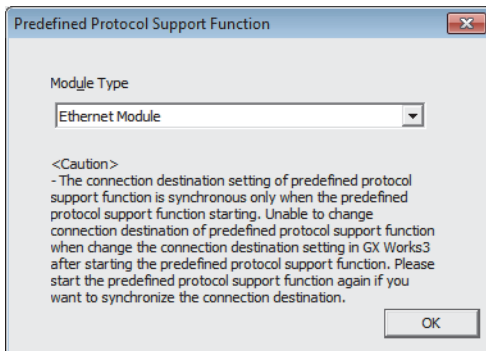 Predefined Protocol Support Function
Module Type
Ethernet Module
<Caution>
- The connection destination setting of predefined protocol
support function is synchronous only when the predefined
protocol support function starting. Unable to change
connection destination of predefined protocol support function
when change the connection destination setting in GX Works3
after starting the predefined protocol support function. Please
start the predefined protocol support function again if you
want to synchronize the connection destination.
OK